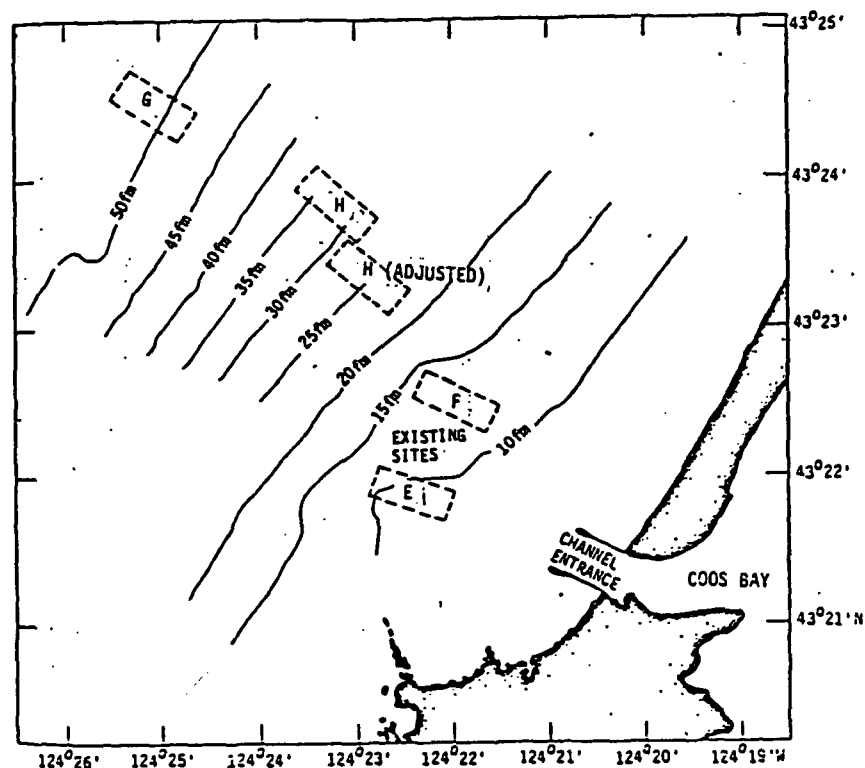 43°25'
G
43°24'
H
50fm
45fm
40fm
35fm
30fm
25fm
20fm
15fm
10fm
H (ADJUSTED)
43°23'
F
EXISTING
SITES
43°22'
E
CHANNEL
ENTRANCE
COOS BAY
43°21'N
124°26' 124°25' 124°24' 124°23' 124°22' 124°21' 124°20' 124°19'W